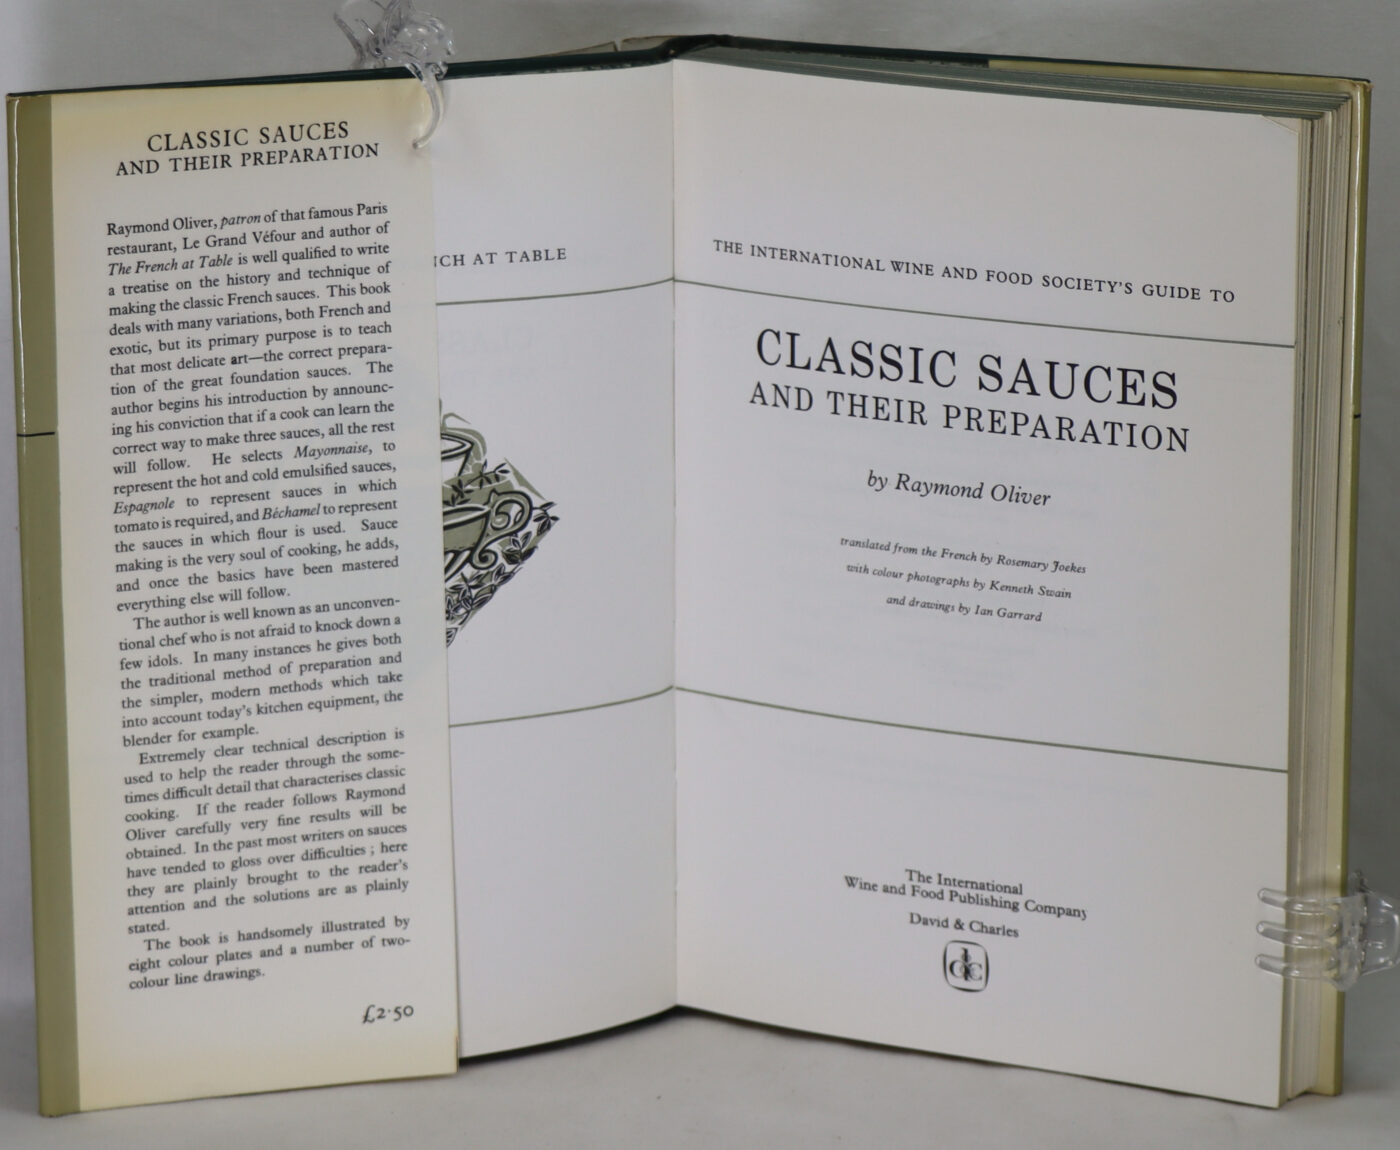 CLASSIC SAUCES
AND THEIR PREPARATION
Raymond Oliver, patron of that famous Paris
restaurant, Le Grand Véfour and author of
The French at Table is well qualified to write
a treatise on the history and technique of
making the classic French sauces. This book
deals with many variations, both French and
exotic, but its primary purpose is to teach
that most delicate art—the correct prepara-
tion of the great foundation sauces. The
author begins his introduction by announc-
ing his conviction that if a cook can learn the
correct way to make three sauces, all the rest
will follow. He selects Mayonnaise, to
represent the hot and cold emulsified sauces,
Espagnole to represent sauces in which
tomato is required, and Béchamel to represent
the sauces in which flour is used. Sauce
making is the very soul of cooking, he adds,
and once the basics have been mastered
everything else will follow.
The author is well known as an unconven-
tional chef who is not afraid to knock down a
few idols. In many instances he gives both
the traditional method of preparation and
the simpler, modern methods which take
into account today's kitchen equipment, the
blender for example.
Extremely clear technical description is
used to help the reader through the some-
times difficult detail that characterises classic
cooking. If the reader follows Raymond
Oliver carefully very fine results will be
obtained. In the past most writers on sauces
have tended to gloss over difficulties; here
they are plainly brought to the reader's
attention and the solutions are as plainly
stated.
The book is handsomely illustrated by
eight colour plates and a number of two-
colour line drawings.
£2·50
NCH AT TABLE
THE INTERNATIONAL WINE AND FOOD SOCIETY'S GUIDE TO
CLASSIC SAUCES
AND THEIR PREPARATION
by Raymond Oliver
translated from the French by Rosemary Joekes
with colour photographs by Kenneth Swain
and drawings by Ian Garrard
The International
Wine and Food Publishing Company
David & Charles